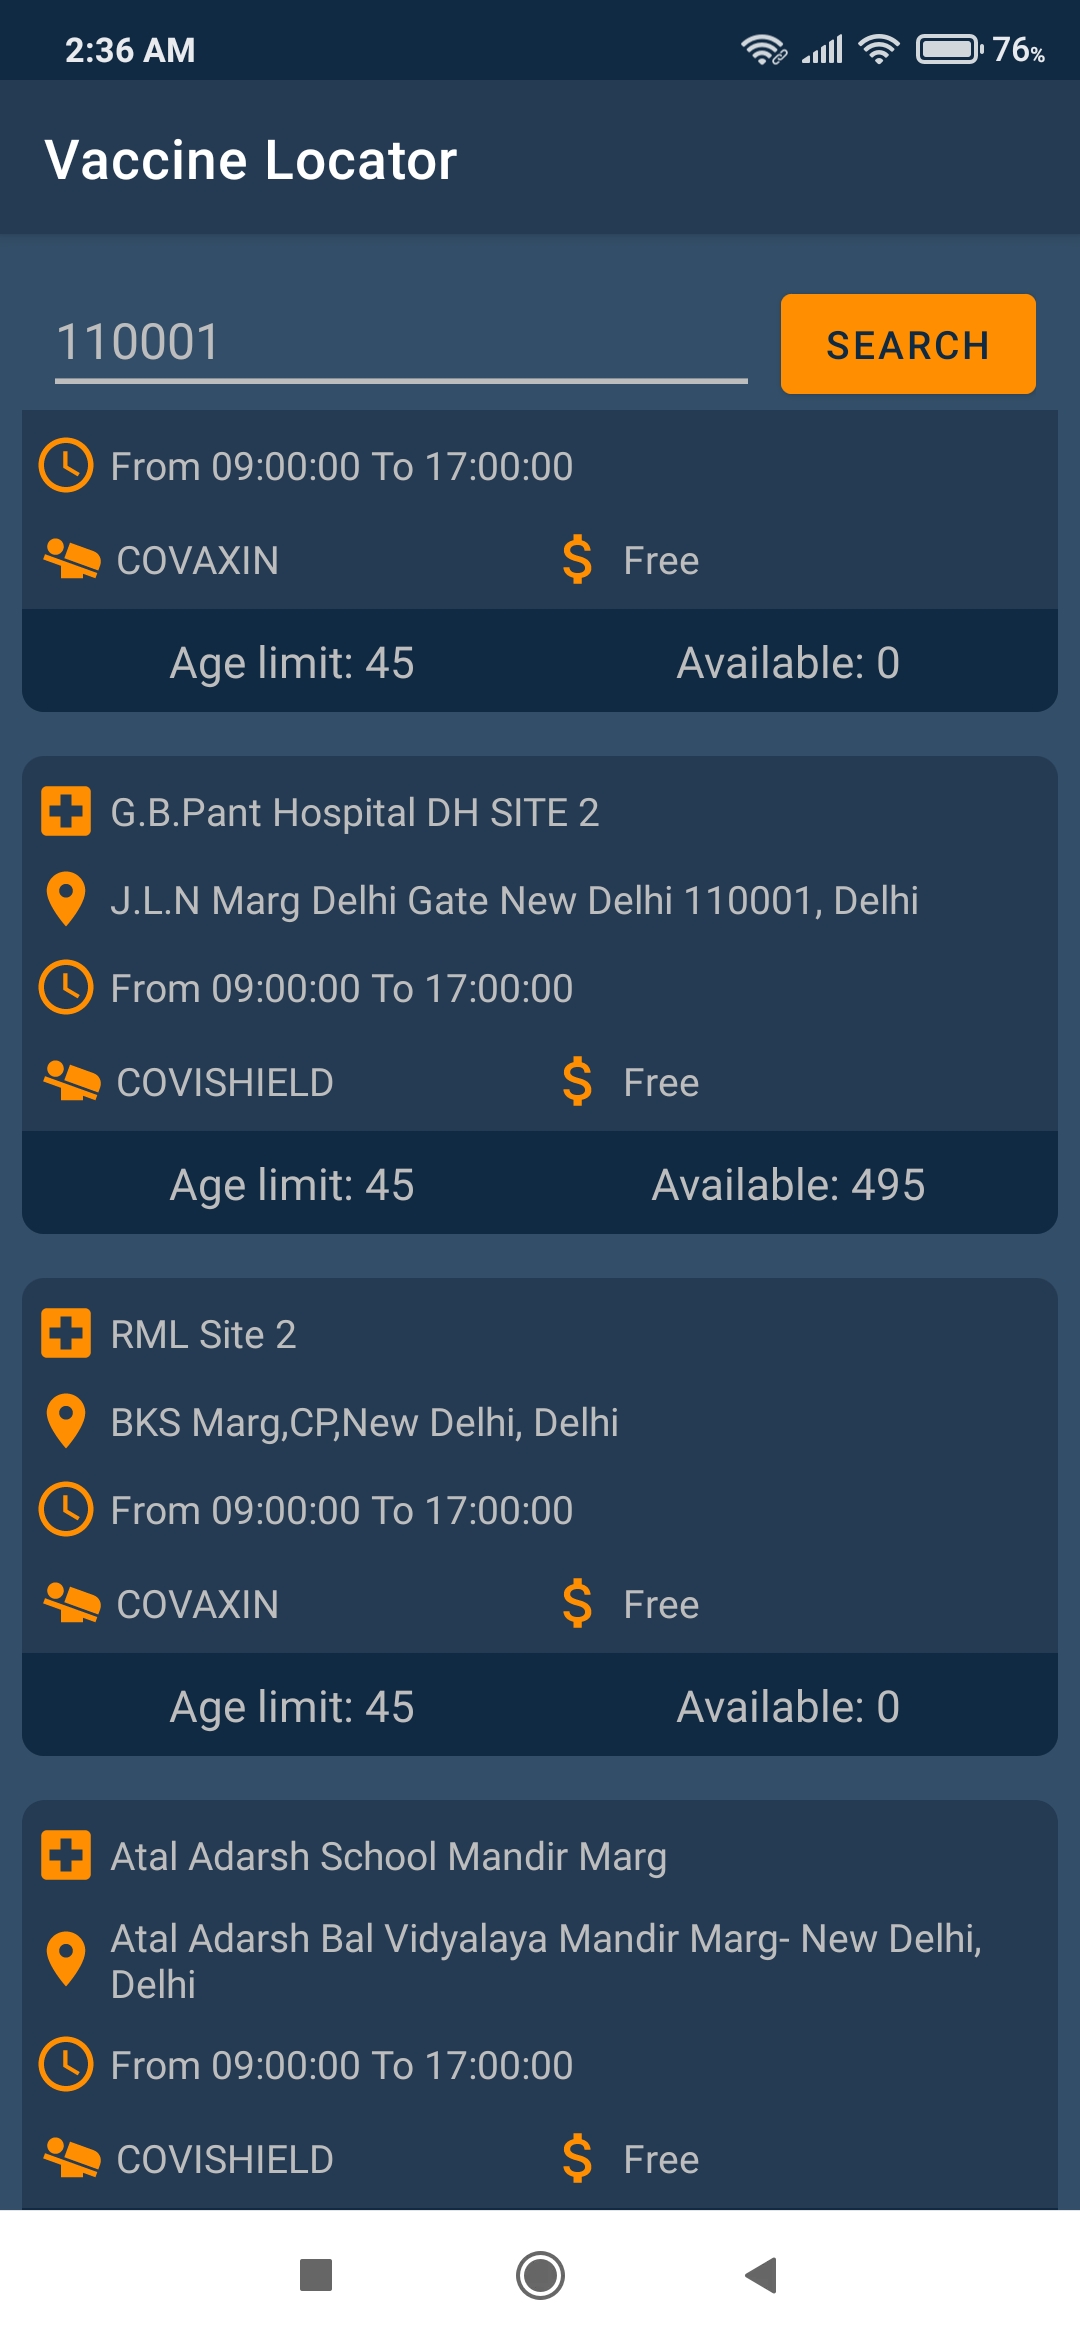 2:36 AM
76%
Vaccine Locator
110001
SEARCH
From 09:00:00 To 17:00:00
COVAXIN
$ Free
Age limit: 45
Available: 0
G.B.Pant Hospital DH SITE 2
J.L.N Marg Delhi Gate New Delhi 110001, Delhi
From 09:00:00 To 17:00:00
COVISHIELD
$ Free
Age limit: 45
Available: 495
RML Site 2
BKS Marg,CP,New Delhi, Delhi
From 09:00:00 To 17:00:00
COVAXIN
$ Free
Age limit: 45
Available: 0
Atal Adarsh School Mandir Marg
Atal Adarsh Bal Vidyalaya Mandir Marg- New Delhi,
Delhi
From 09:00:00 To 17:00:00
COVISHIELD
$ Free